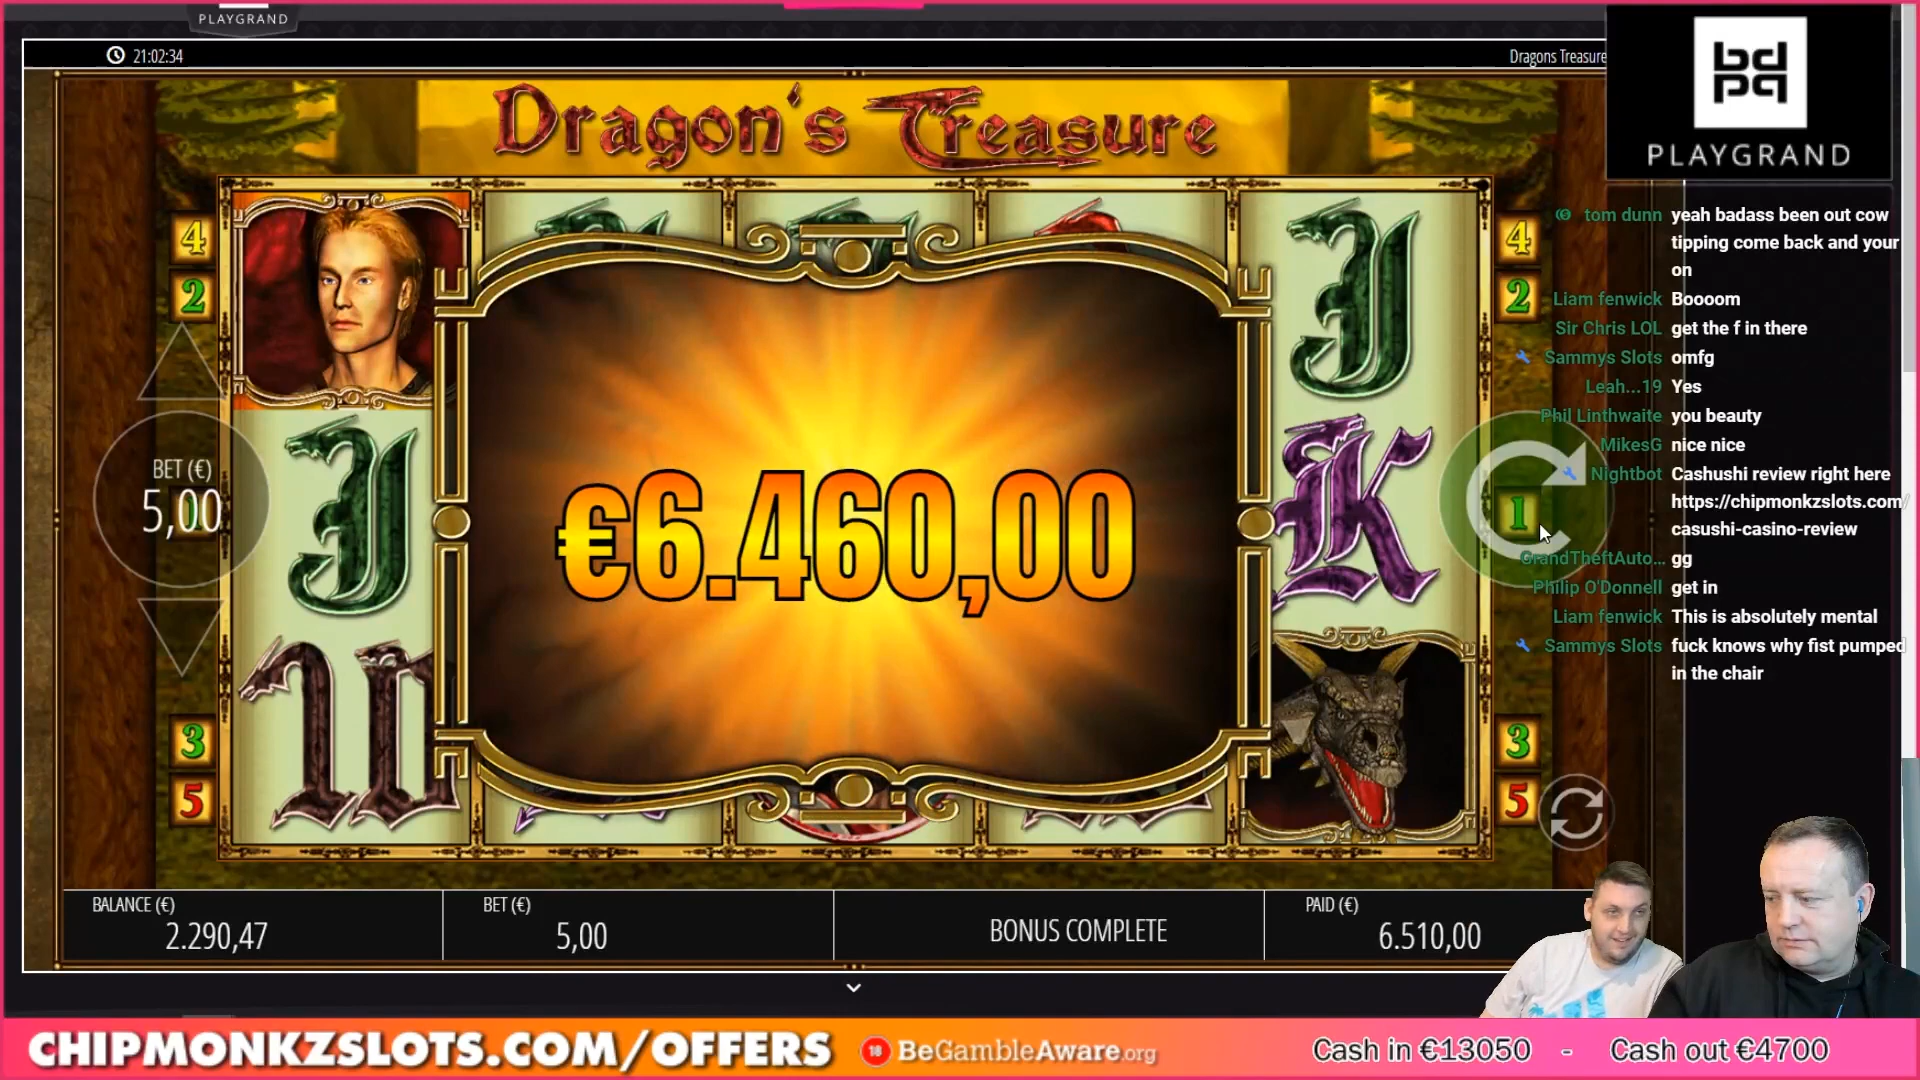 PLAYGRAND
21:02:34
Dragons Treasure
bd
pq
PLAYGRAND
Dragon's Treasure
4
2
4
2
BET (€)
5,00
1
3
5
3
5
J
J
K
€6.460,00
tom dunn yeah badass been out cow
tipping come back and your
on
Liam fenwick Boooom
Sir Chris LOL get the f in there
Sammys Slots omfg
Leah...19 Yes
Phil Linthwaite you beauty
MikesG nice nice
Nightbot Cashushi review right here
https://chipmonkzslots.com/
casushi-casino-review
GrandTheftAuto... gg
Philip O'Donnell get in
Liam fenwick This is absolutely mental
Sammys Slots fuck knows why fist pumped
in the chair
BALANCE (€)
2.290,47
BET (€)
5,00
BONUS COMPLETE
PAID (€)
6.510,00
CHIPMONKZSLOTS.COM/OFFERS
18 BeGambleAware.org
Cash in €13050 - Cash out €4700